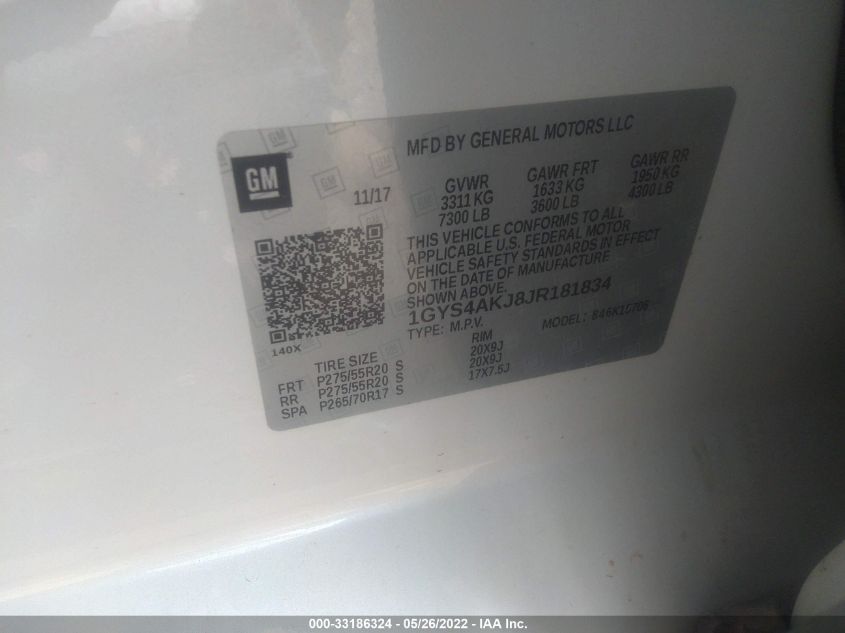 MFD BY GENERAL MOTORS LLC
GM
11/17
GVWR GAWR FRT GAWR RR
3311 KG 1633 KG 1950 KG
7300 LB 3600 LB 4300 LB
THIS VEHICLE CONFORMS TO ALL
APPLICABLE U.S. FEDERAL MOTOR
VEHICLE SAFETY STANDARDS IN EFFECT
ON THE DATE OF MANUFACTURE
SHOWN ABOVE.
1GYS4AKJ8JR181834
TYPE: M.P.V. MODEL:
140X
TIRE SIZE RIM
FRT P275/55R20 S 20X9J
RR P275/55R20 S 20X9J
SPA P265/70R17 S 17X7.5J
000-33186324 - 05/26/2022 - IAA Inc.